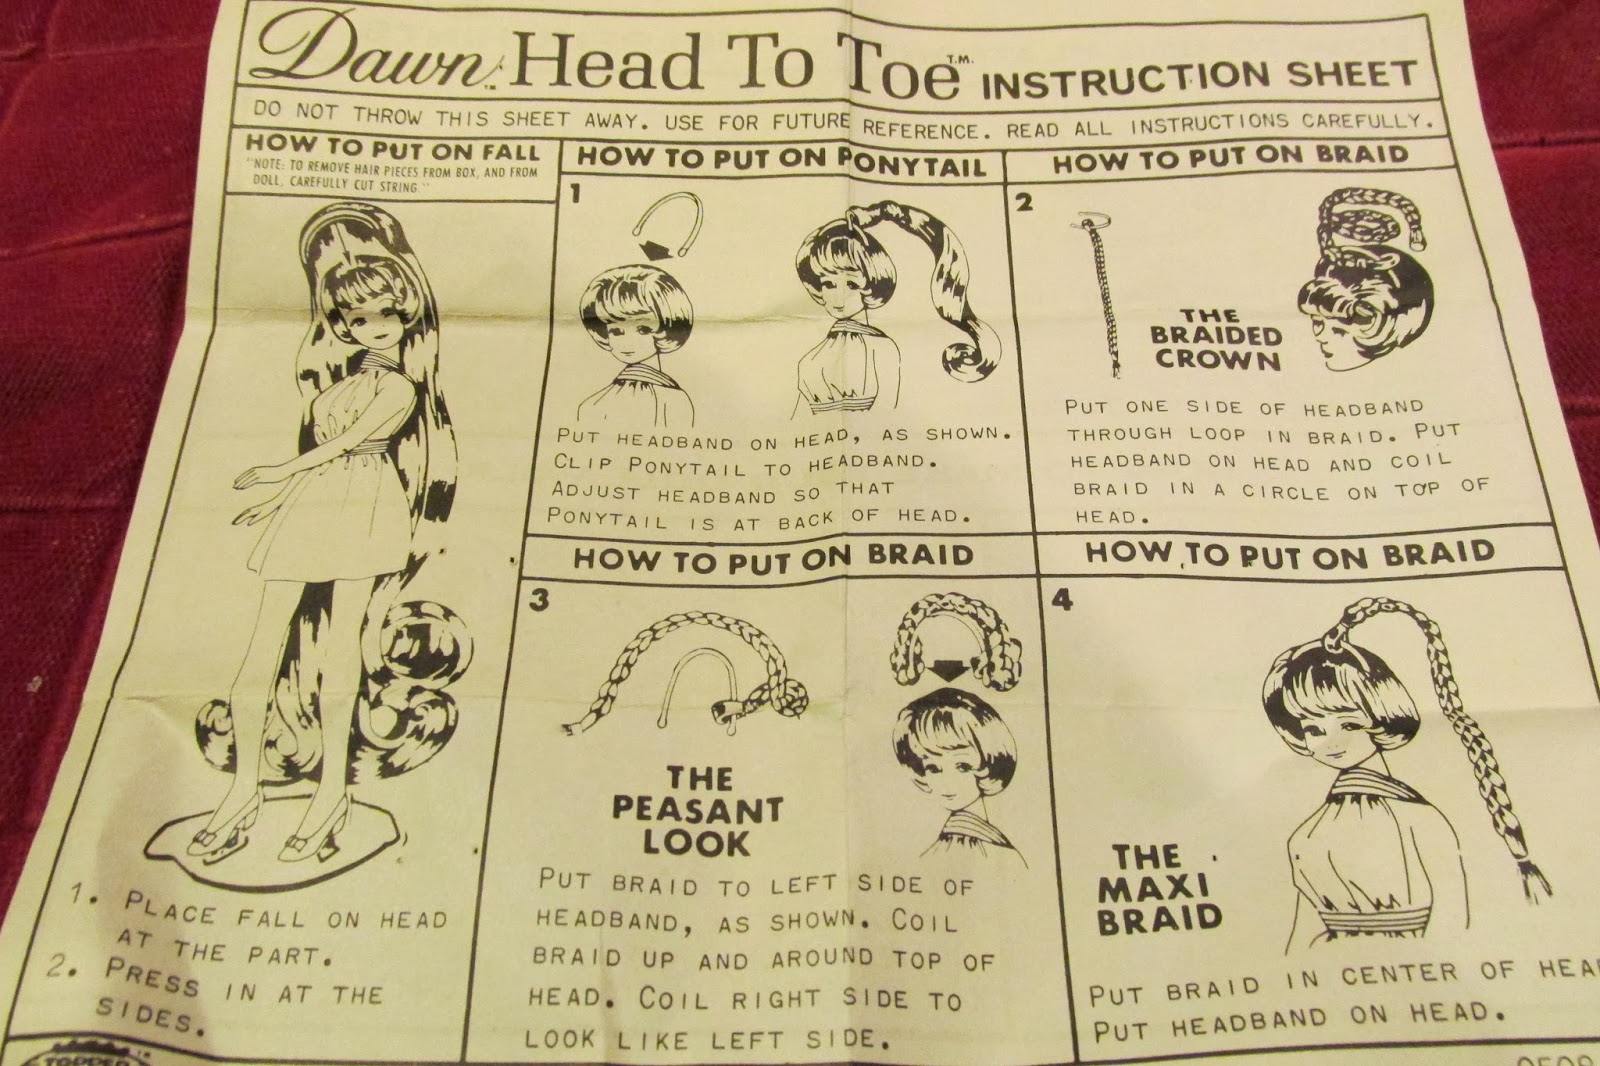 Dawn Head To Toe T.M. INSTRUCTION SHEET
DO NOT THROW THIS SHEET AWAY. USE FOR FUTURE REFERENCE. READ ALL INSTRUCTIONS CAREFULLY.
HOW TO PUT ON FALL
"NOTE: TO REMOVE HAIR PIECES FROM BOX, AND FROM
DOLL, CAREFULLY CUT STRING."
1. PLACE FALL ON HEAD
AT THE PART.
2. PRESS IN AT THE
SIDES.
TOPPER
HOW TO PUT ON PONYTAIL
1
PUT HEADBAND ON HEAD, AS SHOWN.
CLIP PONYTAIL TO HEADBAND.
ADJUST HEADBAND SO THAT
PONYTAIL IS AT BACK OF HEAD.
HOW TO PUT ON BRAID
2
THE
BRAIDED
CROWN
PUT ONE SIDE OF HEADBAND
THROUGH LOOP IN BRAID. PUT
HEADBAND ON HEAD AND COIL
BRAID IN A CIRCLE ON TOP OF
HEAD.
HOW TO PUT ON BRAID
3
THE
PEASANT
LOOK
PUT BRAID TO LEFT SIDE OF
HEADBAND, AS SHOWN. COIL
BRAID UP AND AROUND TOP OF
HEAD. COIL RIGHT SIDE TO
LOOK LIKE LEFT SIDE.
HOW TO PUT ON BRAID
4
THE
MAXI
BRAID
PUT BRAID IN CENTER OF HEA
PUT HEADBAND ON HEAD.